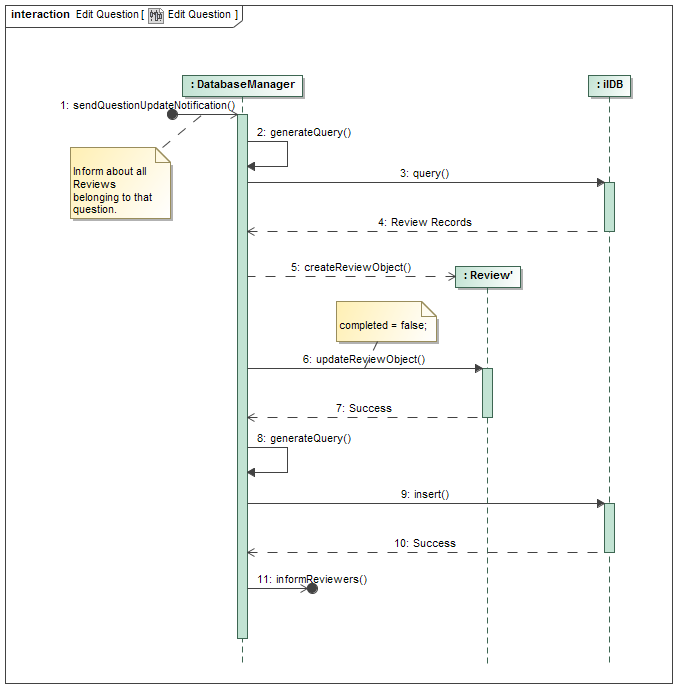 interaction Edit Question [ Edit Question ]
: DatabaseManager
: ilDB
1: sendQuestionUpdateNotification()
2: generateQuery()
Inform about all
Reviews
belonging to that
question.
3: query()
4: Review Records
5: createReviewObject()
: Review'
completed = false;
6: updateReviewObject()
7: Success
8: generateQuery()
9: insert()
10: Success
11: informReviewers()